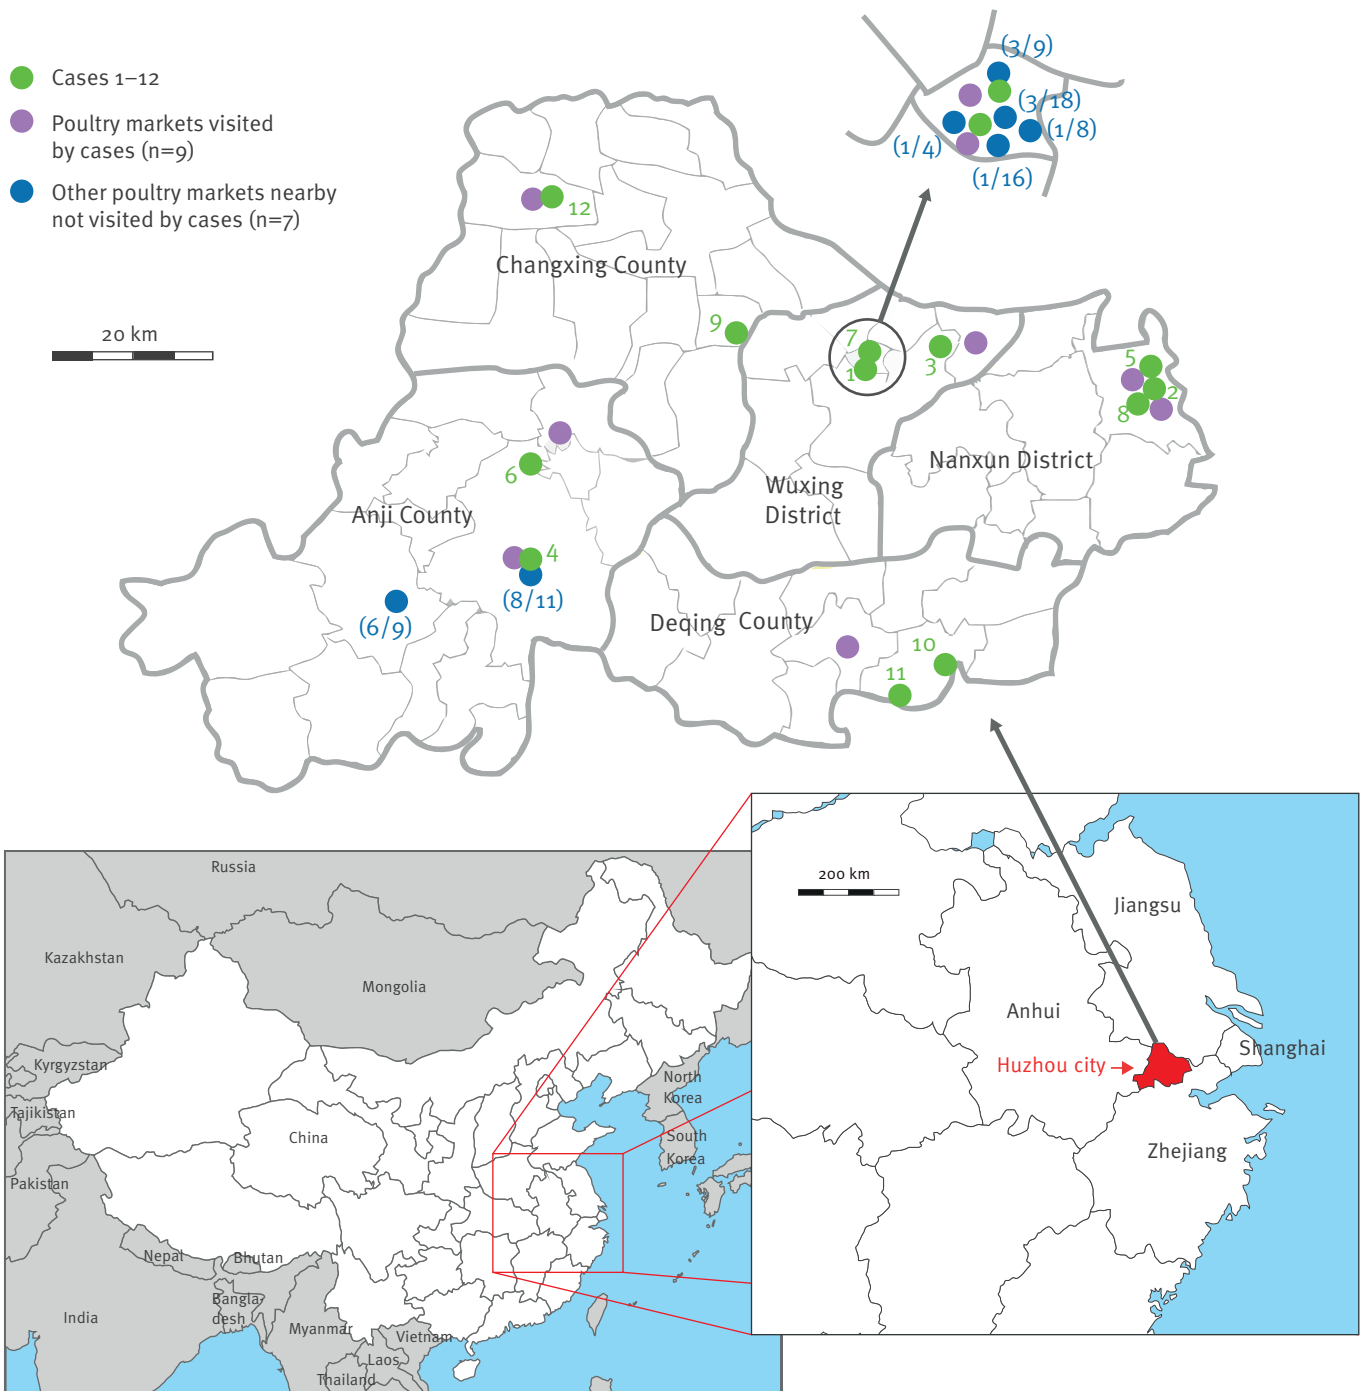 Cases 1–12
Poultry markets visited
by cases (n=9)
Other poultry markets nearby
not visited by cases (n=7)
20 km
(3/9)
(3/18)
(1/8)
(1/4)
(1/16)
12
Changxing County
9
7
1
3
5
2
8
Nanxun District
Wuxing
District
6
Anji County
4
(8/11)
(6/9)
Deqing County
10
11
Russia
Kazakhstan
Mongolia
Kyrgyzstan
Tajikistan
Pakistan
China
North
Korea
South
Korea
Nepal
Bhutan
Bangla-
desh
India
Myanmar
Vietnam
Laos
Thailand
200 km
Jiangsu
Anhui
Shanghai
Huzhou city
Zhejiang